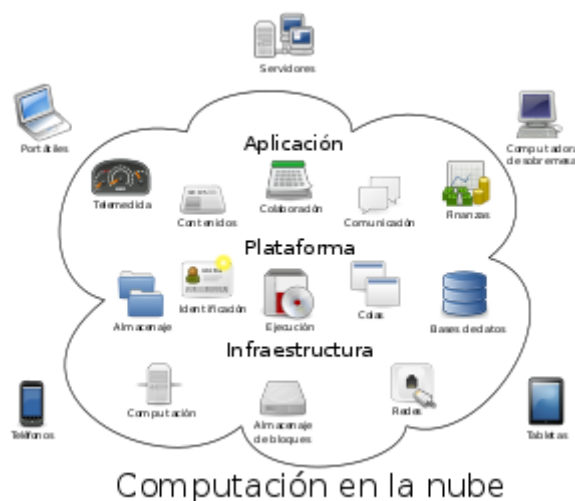 Servidores
Portátiles
Computadora
de sobremesa
Aplicación
Telemedida
Contenidos
Colaboración
Comunicación
Finanzas
Plataforma
Almacenaje
Identificación
Ejecución
Colas
Bases de datos
Infraestructura
Computación
Almacenaje
de bloques
Redes
Teléfonos
Tabletas
Computación en la nube